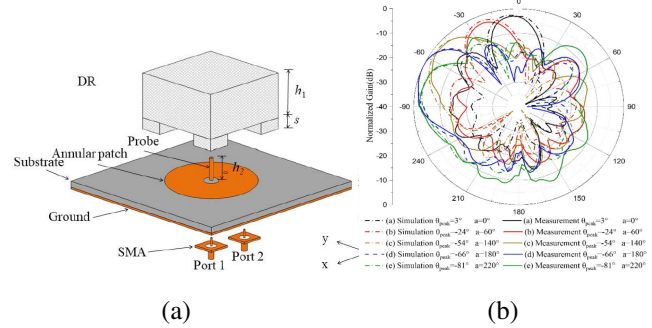 DR
h₁
s
Probe
Annular patch
h₂
Substrate
Ground
SMA
Port 1
Port 2
y
x
(a)
0
-10
-20
-30
-40
-30
-20
-10
0
Normalized Gain(dB)
-30
0
30
-60
60
-90
90
240
120
210
180
150
(a) Simulation θpeak=3° a=0°
(b) Simulation θpeak=-24° a=60°
(c) Simulation θpeak=-54° a=140°
(d) Simulation θpeak=-66° a=180°
(e) Simulation θpeak=-81° a=220°
(a) Measurement θpeak=3° a=0°
(b) Measurement θpeak=-24° a=60°
(c) Measurement θpeak=-54° a=140°
(d) Measurement θpeak=-66° a=180°
(e) Measurement θpeak=-81° a=220°
(b)